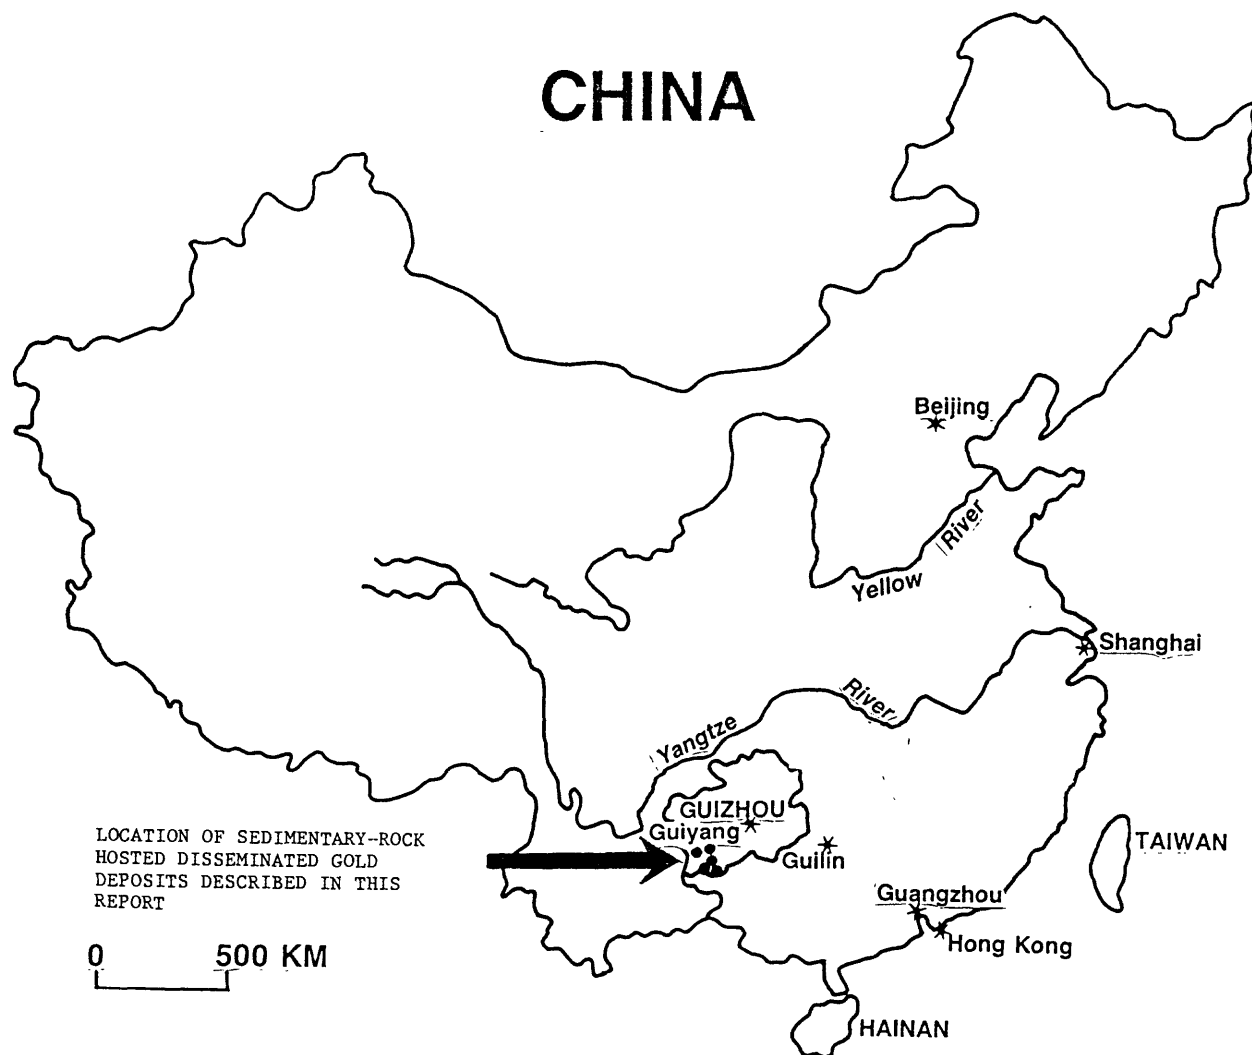 CHINA
Beijing
Yellow River
Shanghai
Yangtze River
GUIZHOU
Guiyang
Guilin
LOCATION OF SEDIMENTARY--ROCK
HOSTED DISSEMINATED GOLD
DEPOSITS DESCRIBED IN THIS
REPORT
TAIWAN
Guangzhou
Hong Kong
0 500 KM
HAINAN